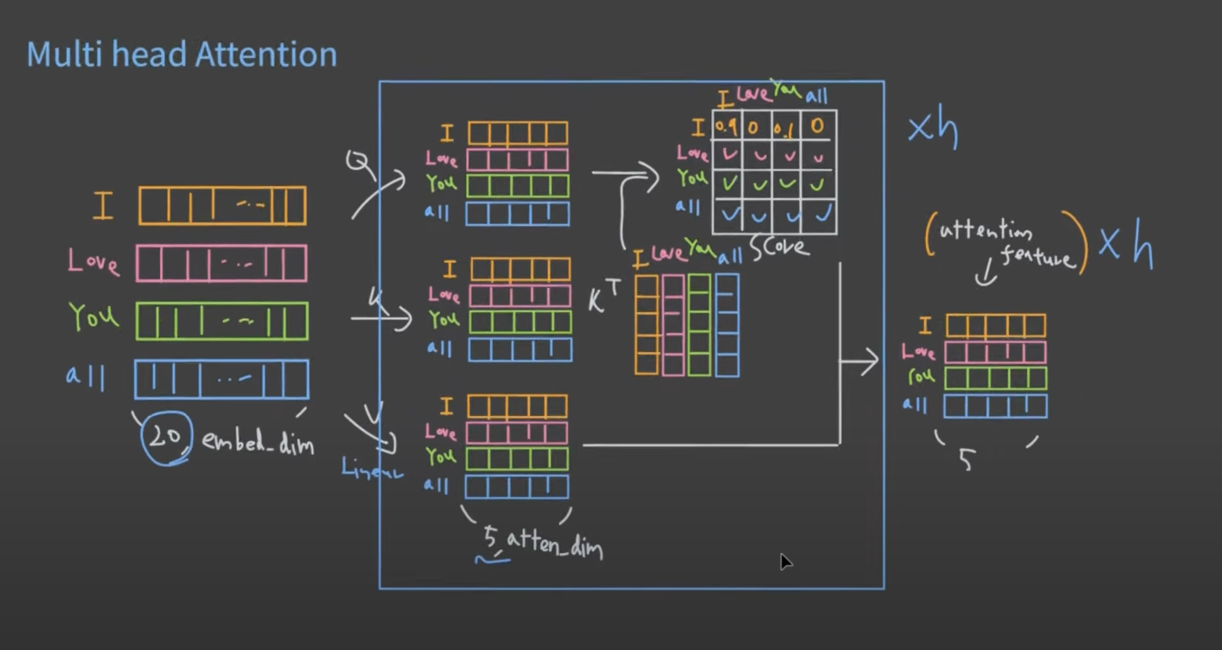 Multi head Attention
I
Love
You
all
20, embed_dim
Q
K
V
Linear
I
Love
You
all
I
Love
You
all
I
Love
You
all
5, atten_dim
I Love You all
I 0.9 0 0.1 0
Love
You
all
Score
K^T
I Love You all
xh
(attention feature) xh
I
Love
You
all
5